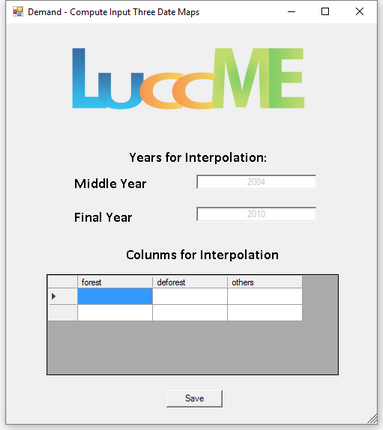 Demand - Compute Input Three Date Maps
LuccME
Years for Interpolation:
Middle Year 2004
Final Year 2010
Colunms for Interpolation
forest deforest others
Save